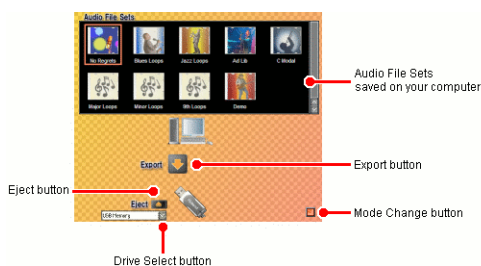 Audio File Sets
No Regrets
Blues Loops
Jazz Loops
Ad Lib
C Modal
Major Loops
Minor Loops
9th Loops
Demo
Audio File Sets
saved on your computer
Export
Export button
Eject button
Eject
USB Memory
Mode Change button
Drive Select button